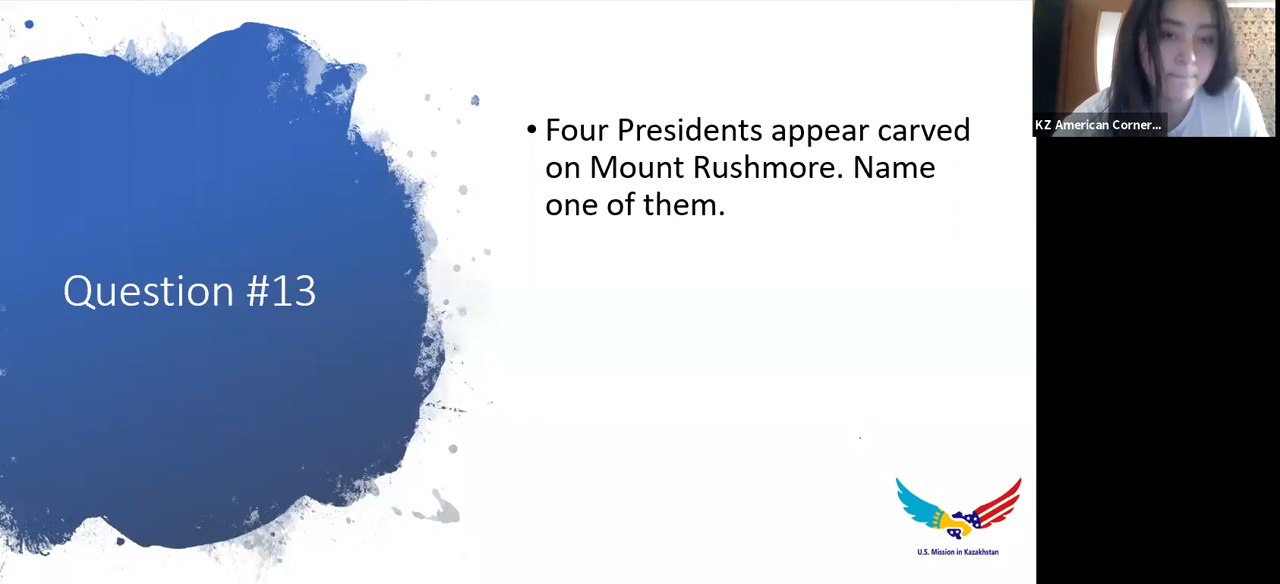 Question #13
• Four Presidents appear carved
on Mount Rushmore. Name
one of them.
KZ American Corner...
U.S. Mission in Kazakhstan